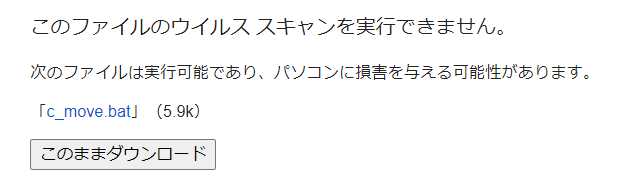 このファイルのウイルス スキャンを実行できません。
次のファイルは実行可能であり、パソコンに損害を与える可能性があります。
「c_move.bat」（5.9k）
このままダウンロード